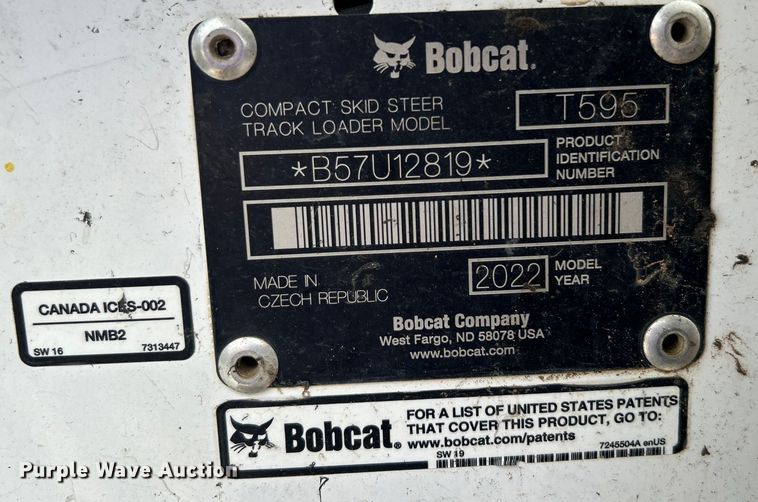 Bobcat.
COMPACT SKID STEER
TRACK LOADER MODEL
T595
*B57U12819*
PRODUCT
IDENTIFICATION
NUMBER
MADE IN
CZECH REPUBLIC
2022
MODEL
YEAR
Bobcat Company
West Fargo, ND 58078 USA
www.bobcat.com
CANADA ICES-002
NMB2
SW 16 7313447
Bobcat.
FOR A LIST OF UNITED STATES PATENTS
THAT COVER THIS PRODUCT, GO TO:
www.bobcat.com/patents
SW 19 7245504A enUS
Purple Wave Auction